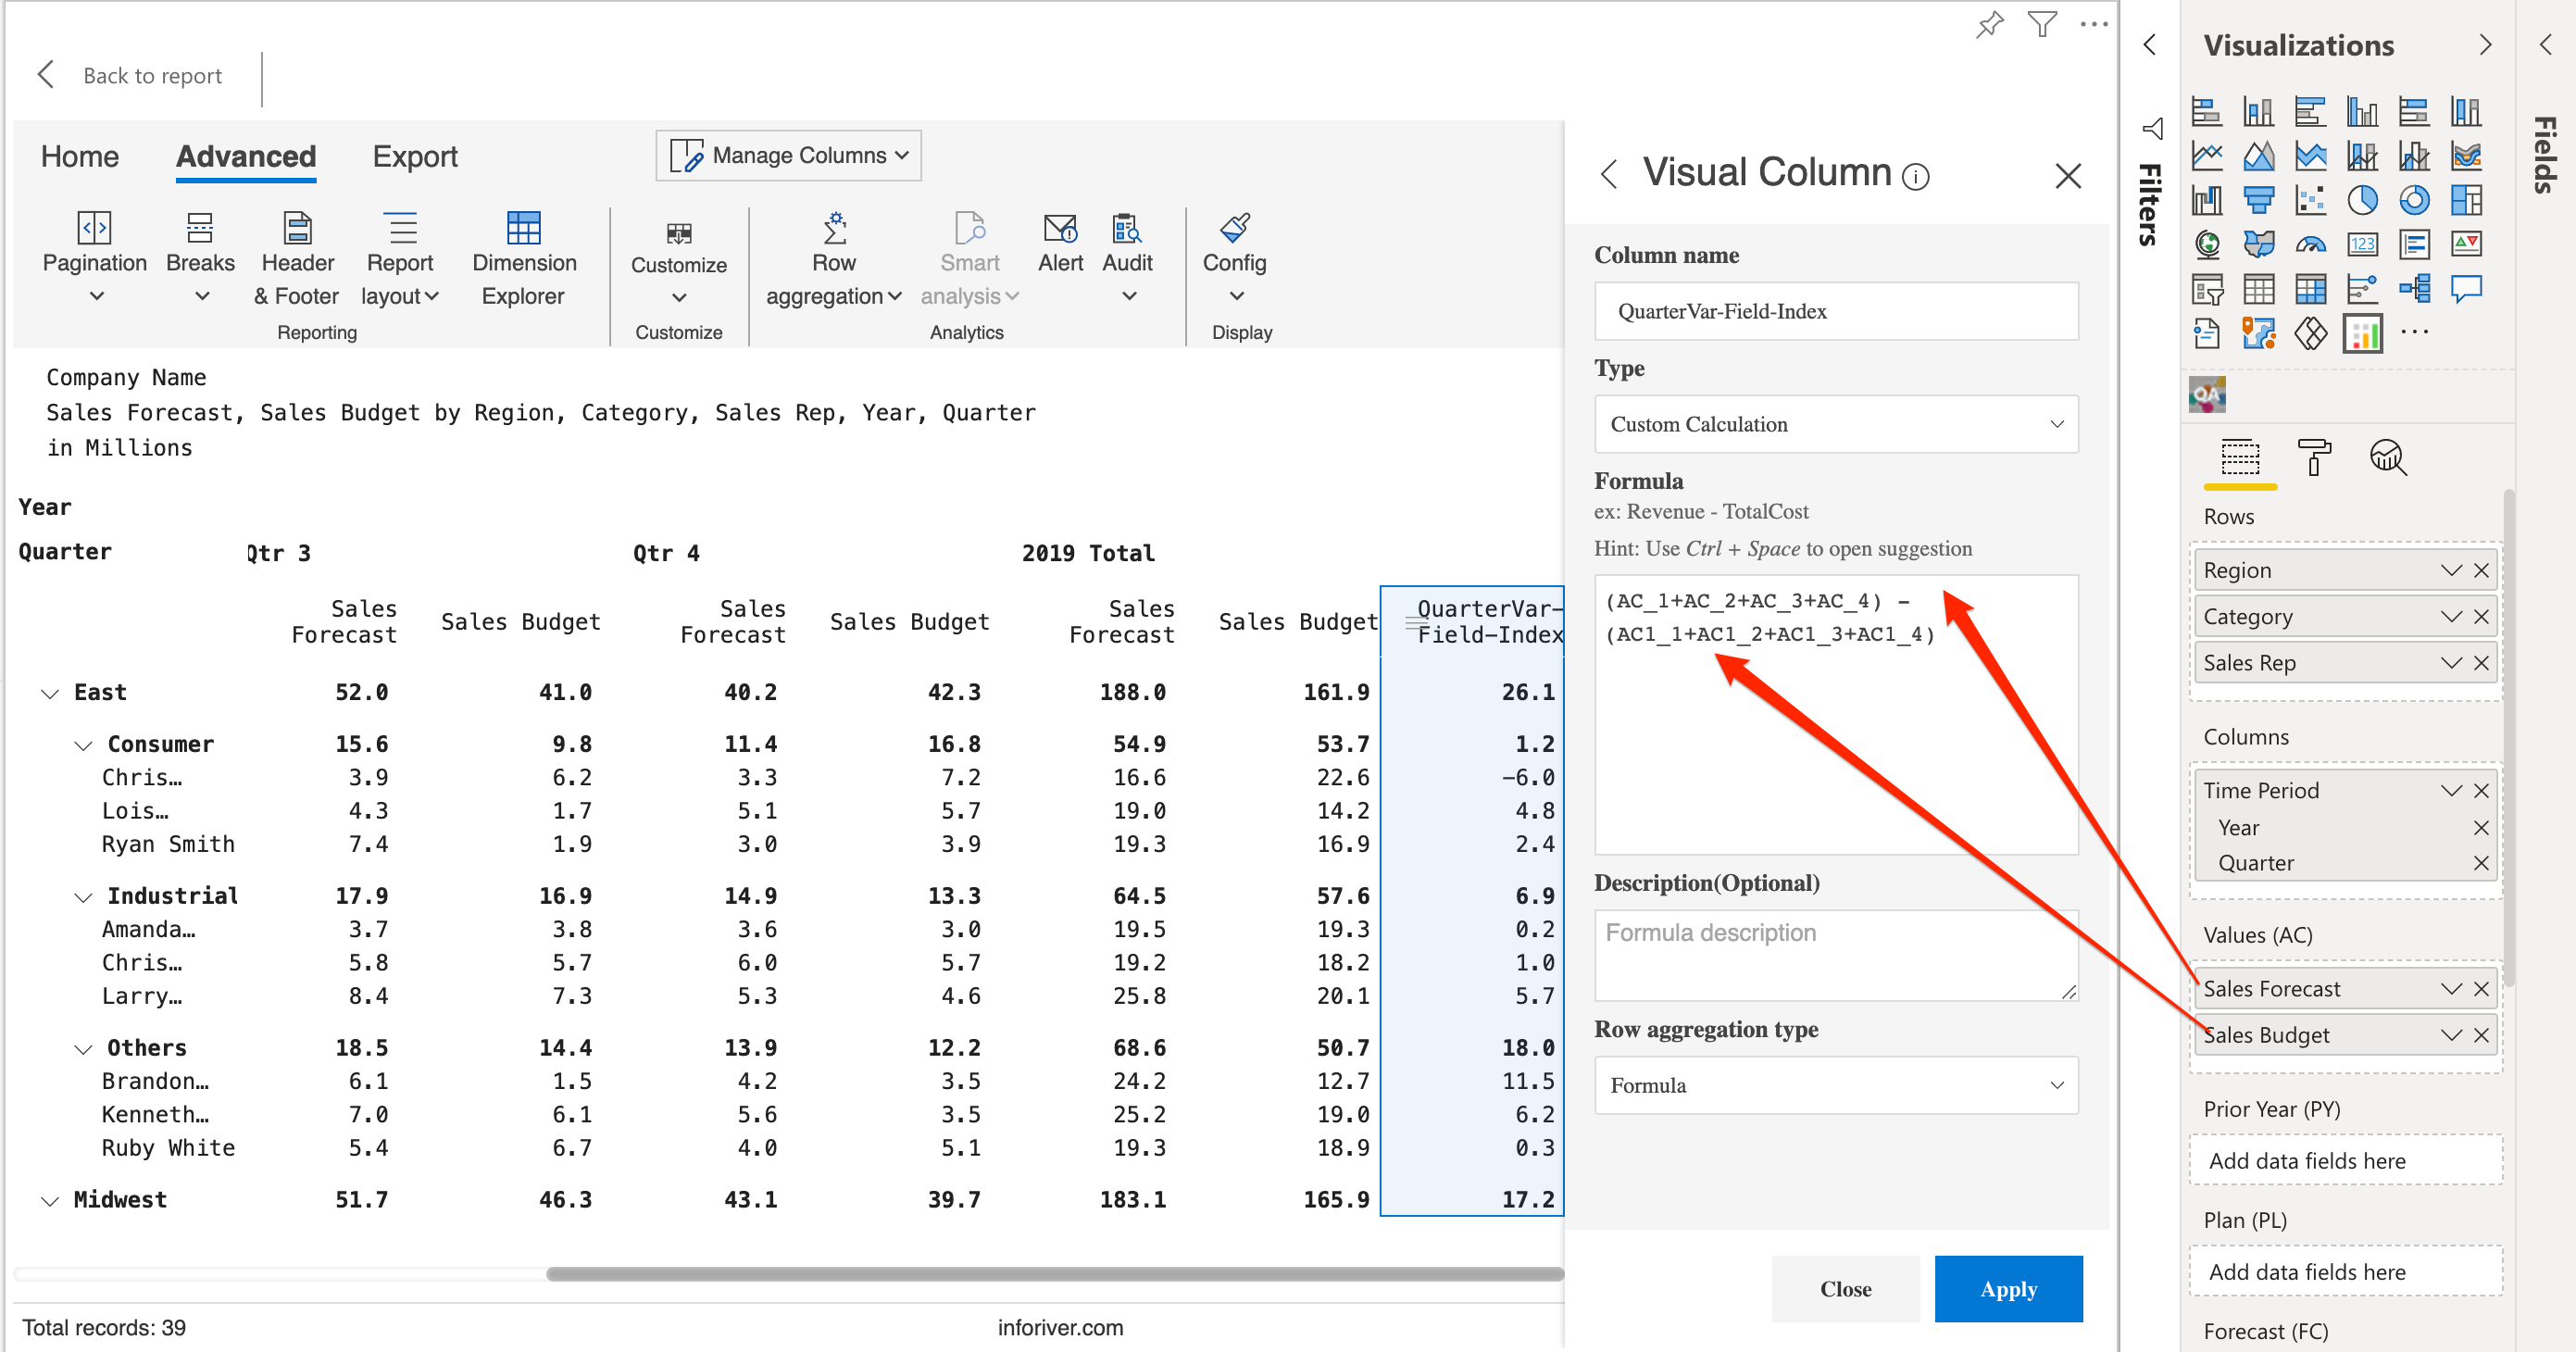 Back to report
Home Advanced Export Manage Columns
Pagination Breaks Header & Footer Report layout Dimension Explorer Customize Row aggregation Smart analysis Alert Audit Config
Reporting Customize Analytics Display
Company Name
Sales Forecast, Sales Budget by Region, Category, Sales Rep, Year, Quarter
in Millions
Year
Quarter Qtr 3 Qtr 4 2019 Total
Sales Forecast Sales Budget Sales Forecast Sales Budget Sales Forecast Sales Budget QuarterVar-Field-Index
East 52.0 41.0 40.2 42.3 188.0 161.9 26.1
Consumer 15.6 9.8 11.4 16.8 54.9 53.7 1.2
Chris… 3.9 6.2 3.3 7.2 16.6 22.6 −6.0
Lois… 4.3 1.7 5.1 5.7 19.0 14.2 4.8
Ryan Smith 7.4 1.9 3.0 3.9 19.3 16.9 2.4
Industrial 17.9 16.9 14.9 13.3 64.5 57.6 6.9
Amanda… 3.7 3.8 3.6 3.0 19.5 19.3 0.2
Chris… 5.8 5.7 6.0 5.7 19.2 18.2 1.0
Larry… 8.4 7.3 5.3 4.6 25.8 20.1 5.7
Others 18.5 14.4 13.9 12.2 68.6 50.7 18.0
Brandon… 6.1 1.5 4.2 3.5 24.2 12.7 11.5
Kenneth… 7.0 6.1 5.6 3.5 25.2 19.0 6.2
Ruby White 5.4 6.7 4.0 5.1 19.3 18.9 0.3
Midwest 51.7 46.3 43.1 39.7 183.1 165.9 17.2
Total records: 39
inforiver.com
Visual Column
Column name
QuarterVar-Field-Index
Type
Custom Calculation
Formula
ex: Revenue - TotalCost
Hint: Use Ctrl + Space to open suggestion
(AC_1+AC_2+AC_3+AC_4) -
(AC1_1+AC1_2+AC1_3+AC1_4)
Description(Optional)
Formula description
Row aggregation type
Formula
Close
Apply
Filters
Visualizations
123
QA
Rows
Region
Category
Sales Rep
Columns
Time Period
Year
Quarter
Values (AC)
Sales Forecast
Sales Budget
Prior Year (PY)
Add data fields here
Plan (PL)
Add data fields here
Forecast (FC)
Fields